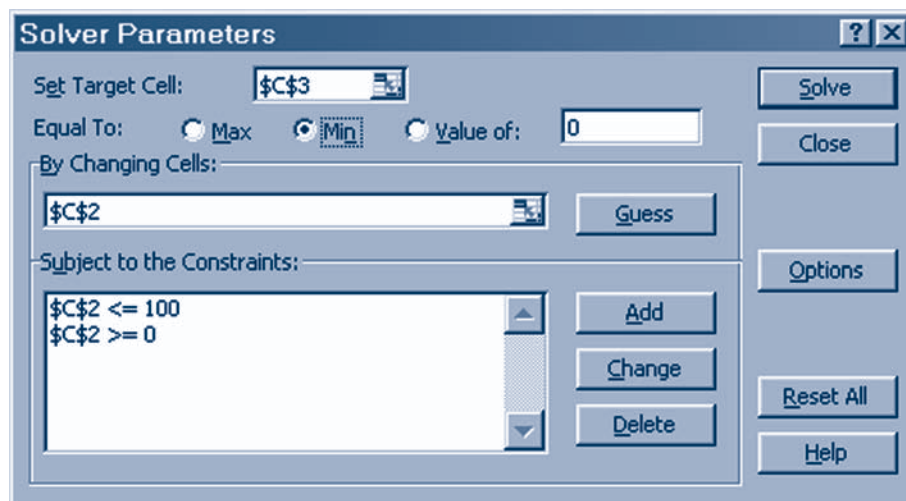 Solver Parameters
? X
Set Target Cell: $C$3
Solve
Equal To: Max Min Value of: 0
Close
By Changing Cells:
$C$2
Guess
Subject to the Constraints:
Options
$C$2 <= 100
Add
$C$2 >= 0
Change
Reset All
Delete
Help